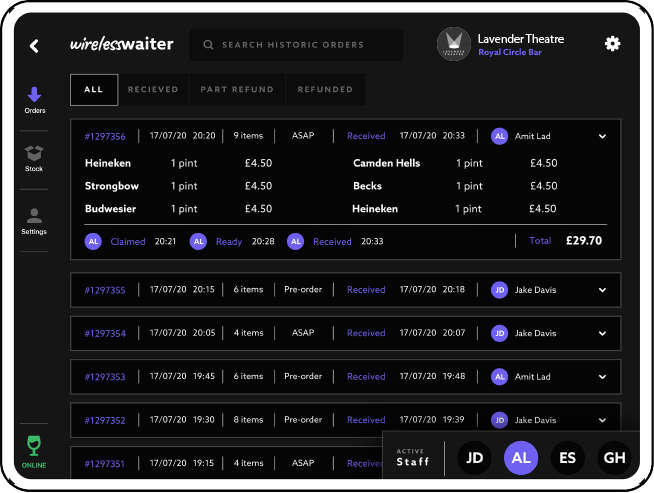 wirelesswaiter SEARCH HISTORIC ORDERS Lavender Theatre
Royal Circle Bar
ALL RECIEVED PART REFUND REFUNDED
Orders
Stock
Settings
ONLINE
#1297356 17/07/20 20:20 9 items ASAP Received 17/07/20 20:33 AL Amit Lad
Heineken 1 pint £4.50 Camden Hells 1 pint £4.50
Strongbow 1 pint £4.50 Becks 1 pint £4.50
Budwesier 1 pint £4.50 Heineken 1 pint £4.50
AL Claimed 20:21 AL Ready 20:28 AL Received 20:33 Total £29.70
#1297355 17/07/20 20:15 6 items Pre-order Received 17/07/20 20:18 JD Jake Davis
#1297354 17/07/20 20:05 4 items ASAP Received 17/07/20 20:07 JD Jake Davis
#1297353 17/07/20 19:45 6 items Pre-order Received 17/07/20 19:48 AL Amit Lad
#1297352 17/07/20 19:30 8 items Pre-order Received 17/07/20 19:39 JD Jake Davis
#1297351 17/07/20 19:15 4 items ASAP
ACTIVE
Staff JD AL ES GH